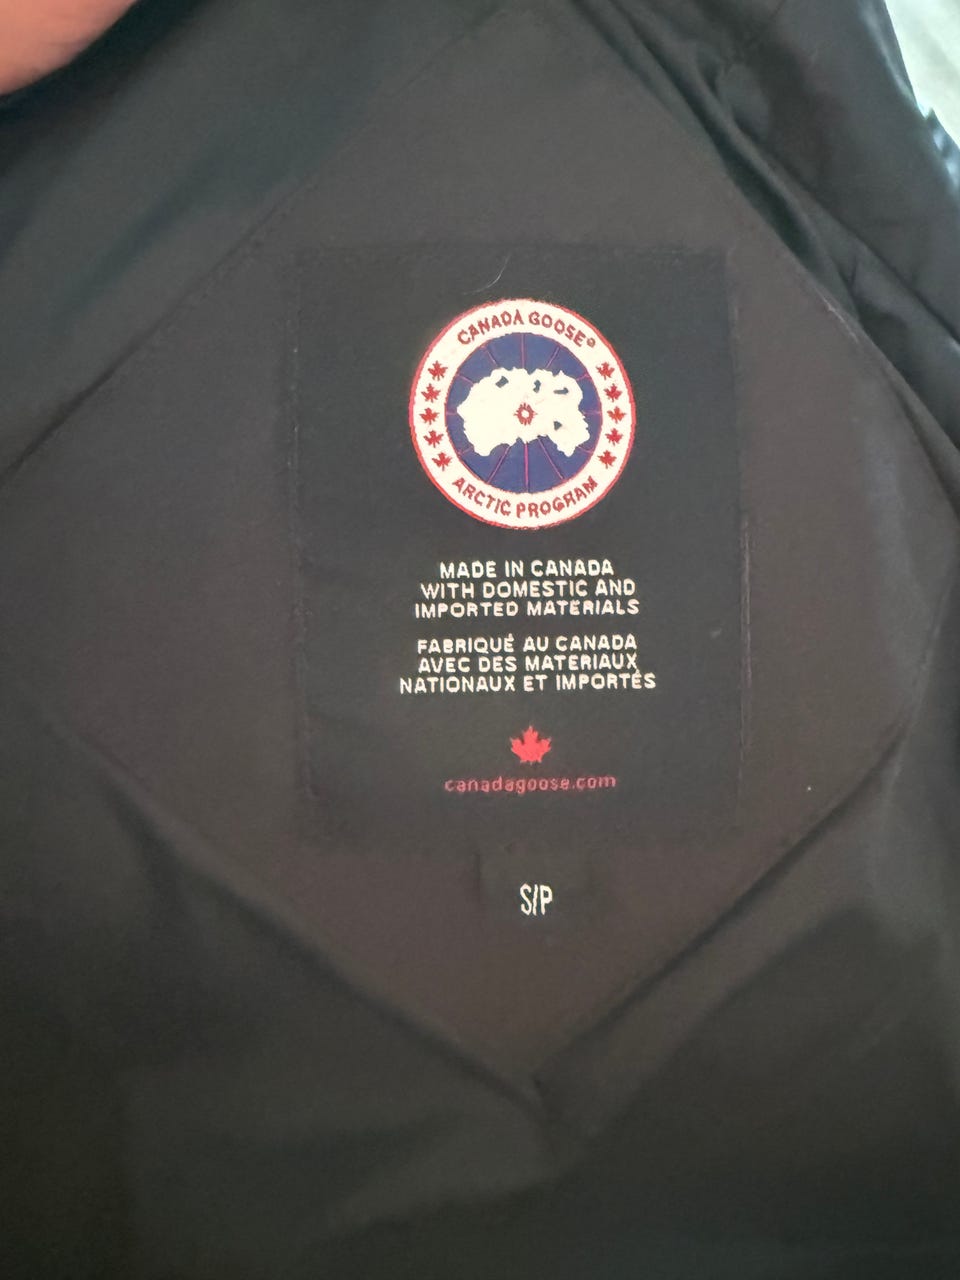 CANADA GOOSE®
ARCTIC PROGRAM
MADE IN CANADA
WITH DOMESTIC AND
IMPORTED MATERIALS
FABRIQUÉ AU CANADA
AVEC DES MATERIAUX
NATIONAUX ET IMPORTÉS
canadagoose.com
S/P